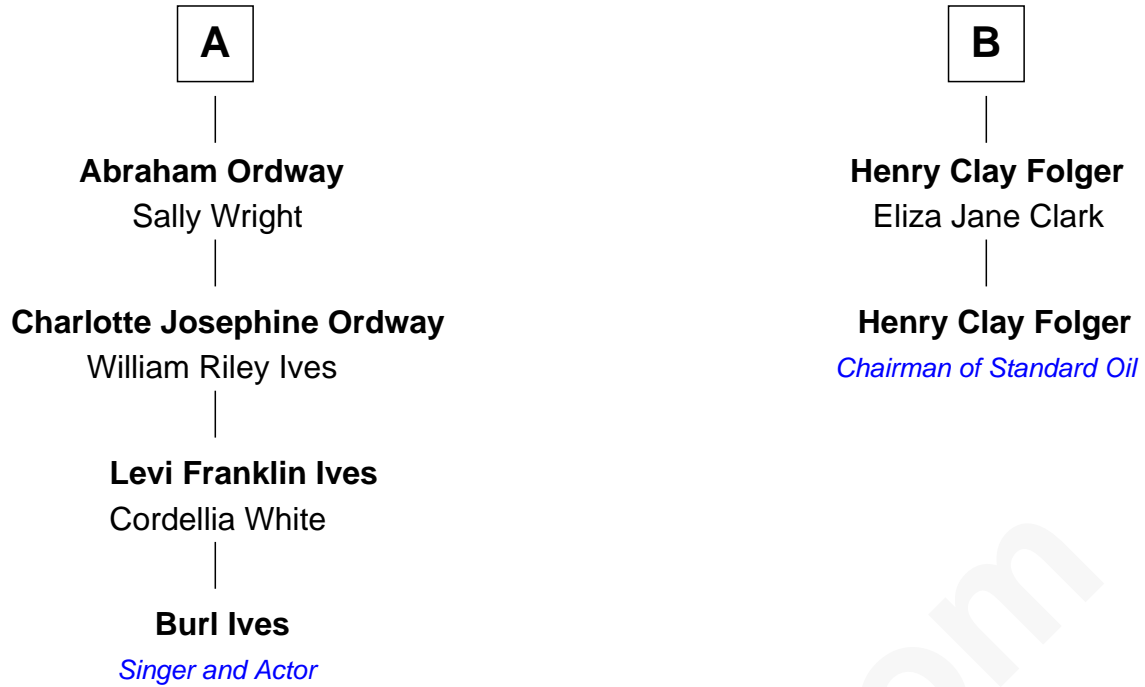 A
Abraham Ordway
Sally Wright
Charlotte Josephine Ordway
William Riley Ives
Levi Franklin Ives
Cordellia White
Burl Ives
Singer and Actor
B
Henry Clay Folger
Eliza Jane Clark
Henry Clay Folger
Chairman of Standard Oil
om